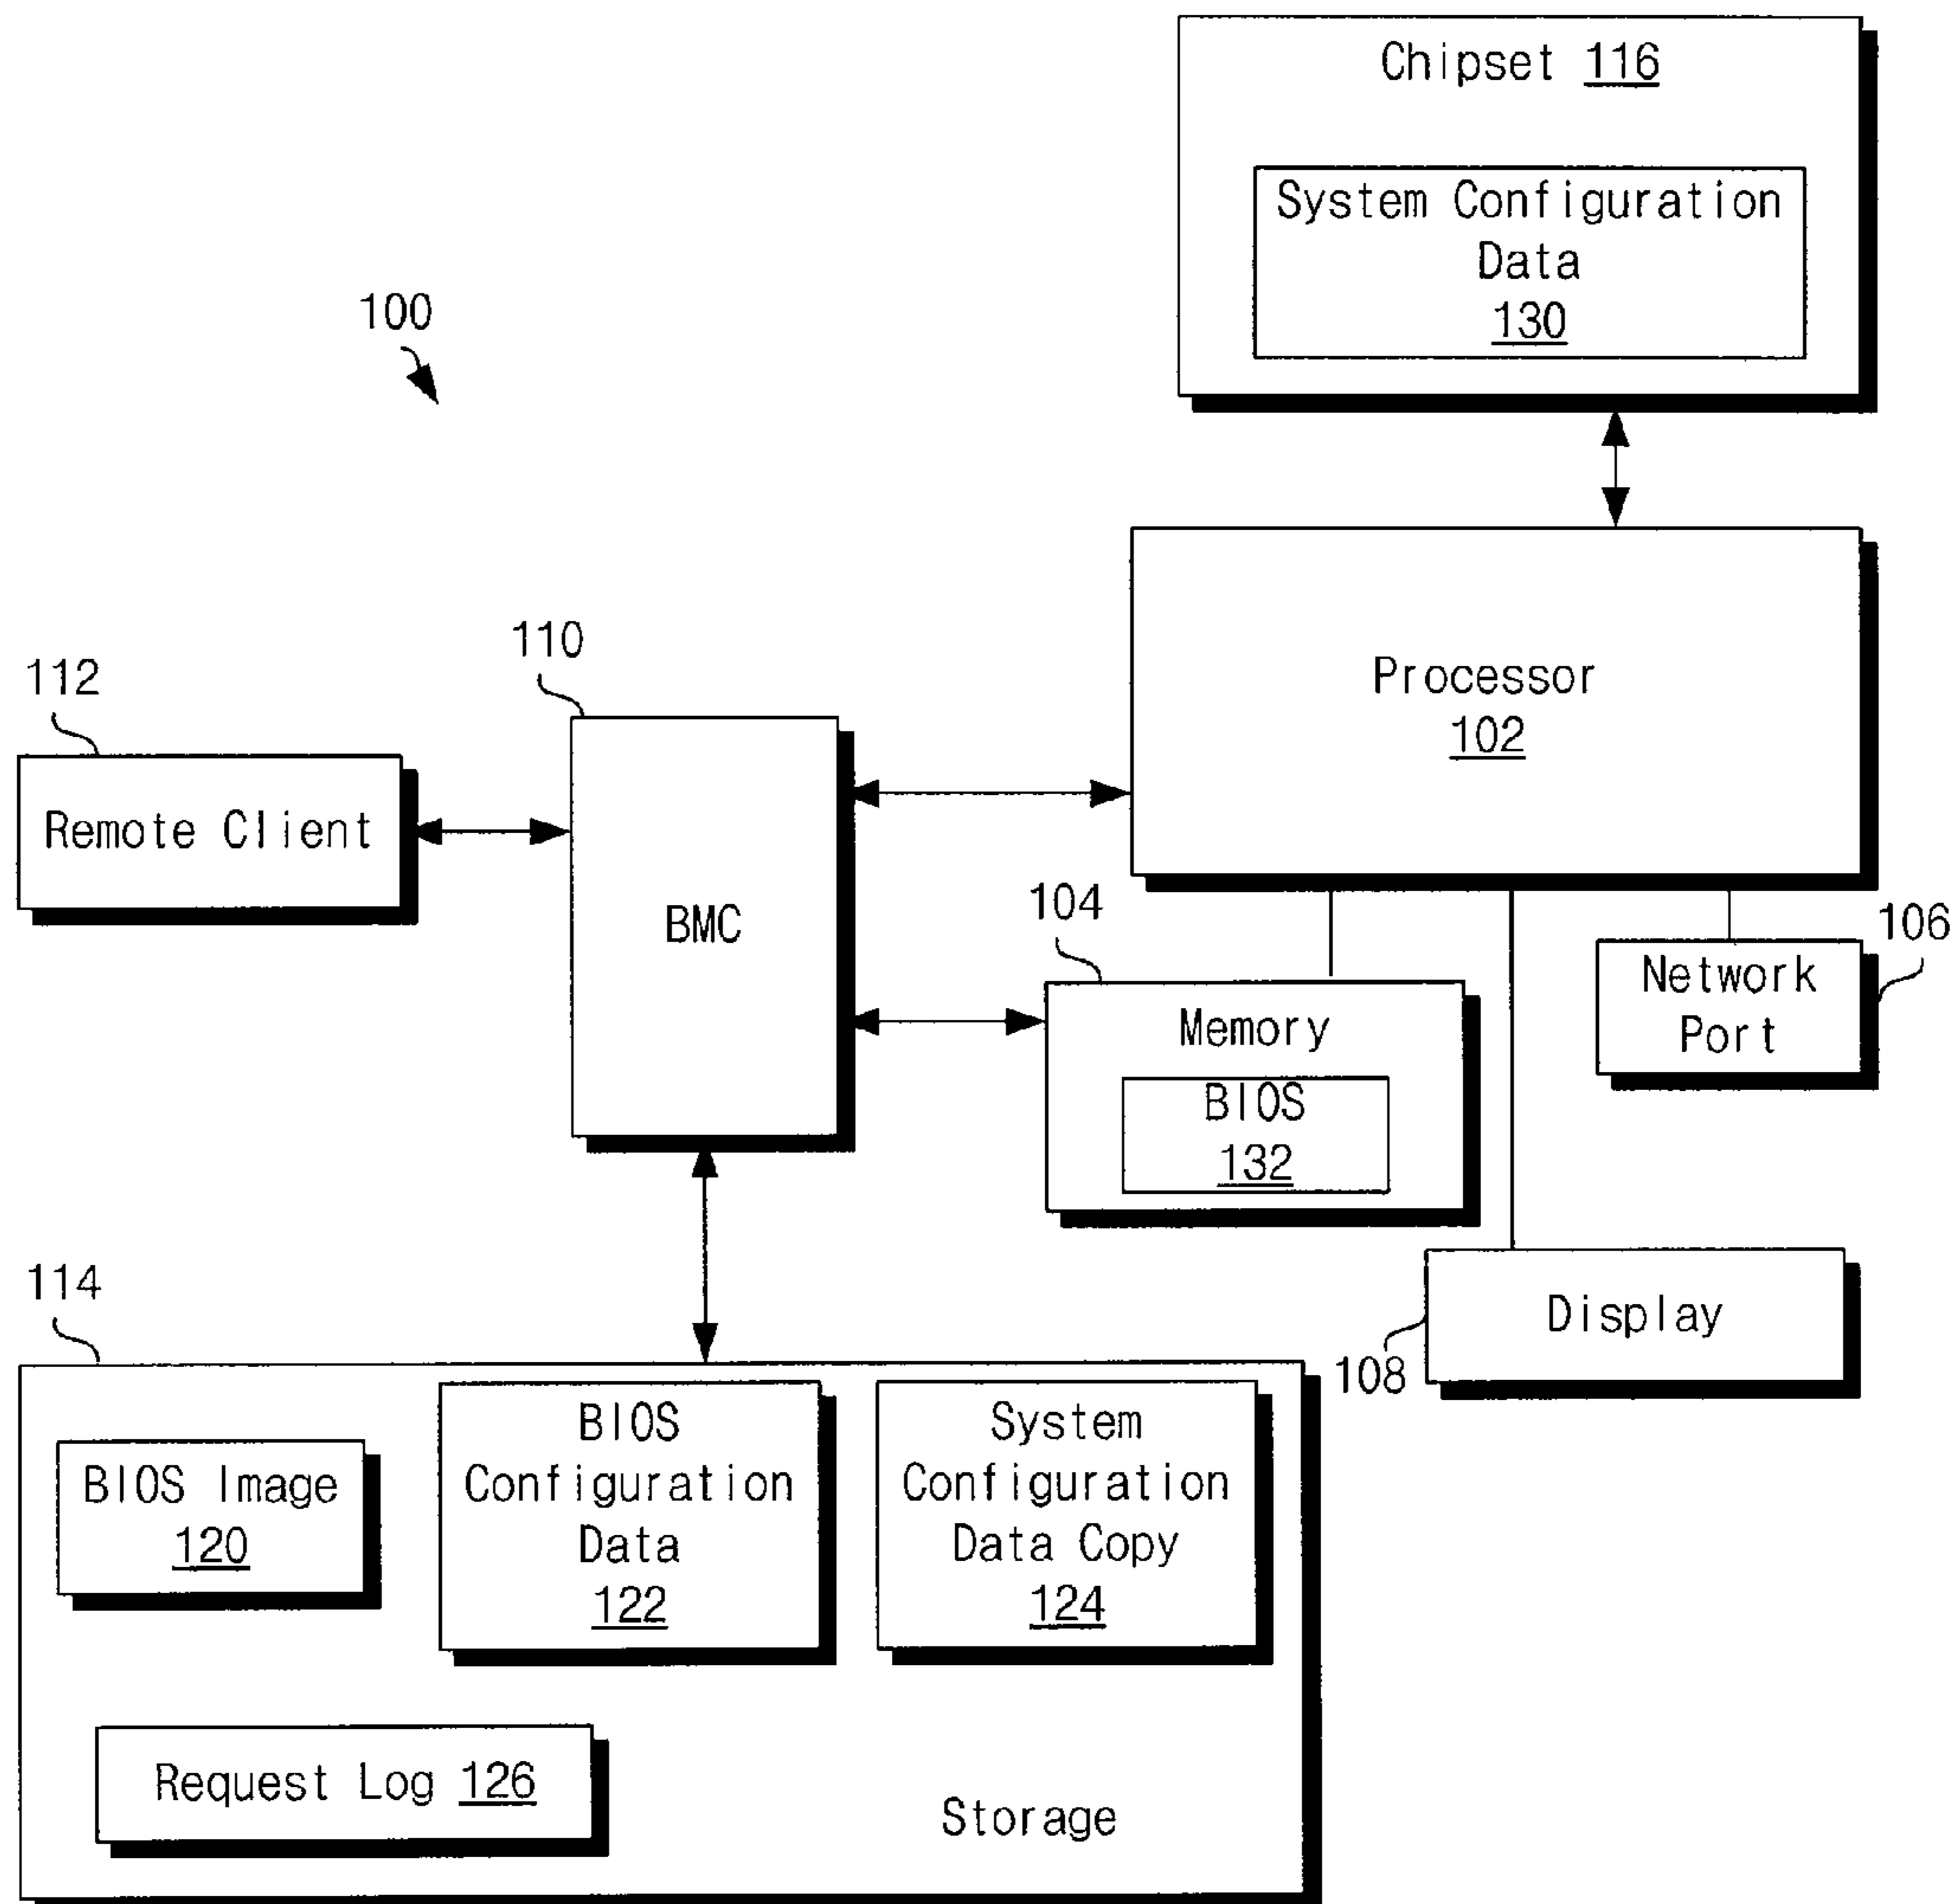 Chipset 116
System Configuration
Data
130
100
Processor
102
110
112
Remote Client
BMC
104
106
Network
Port
Memory
BIOS
132
114
Display
108
BIOS
Configuration
Data
122
System
Configuration
Data Copy
124
BIOS Image
120
Request Log 126
Storage